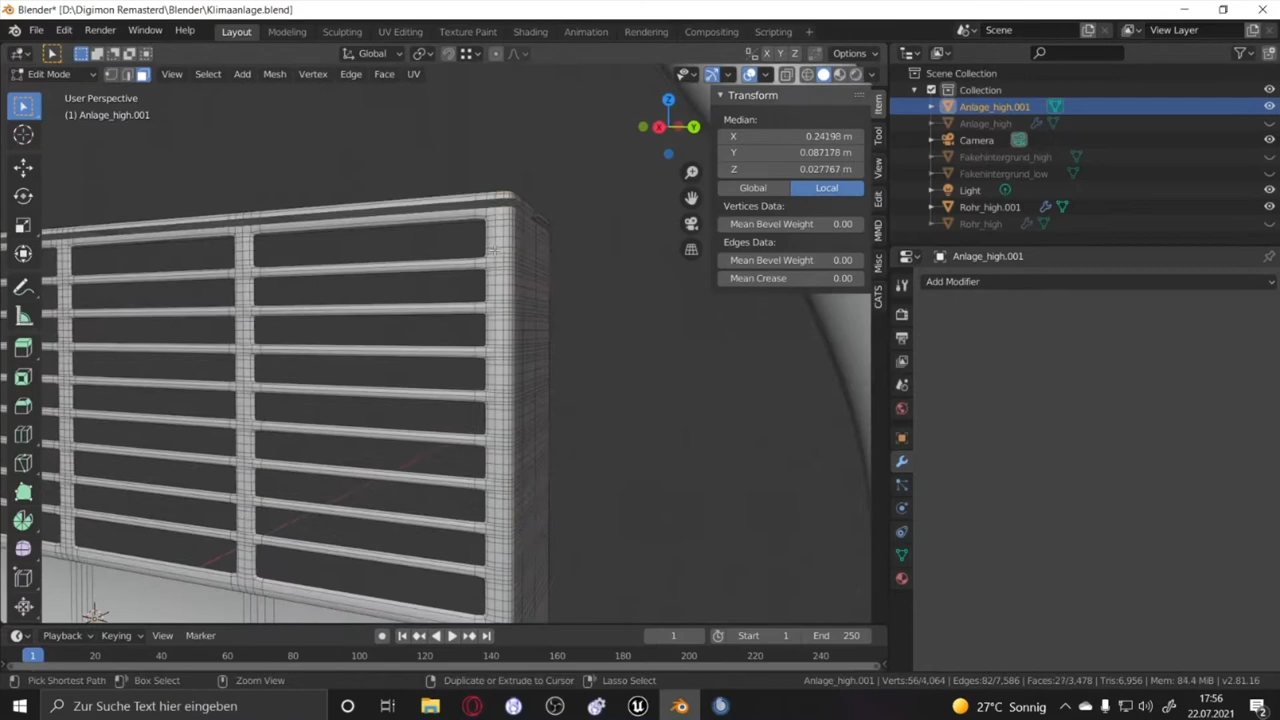 Blender* [D:\Digimon Remasterd\Blender\Klimaanlage.blend]
File Edit Render Window Help Layout Modeling Sculpting UV Editing Texture Paint Shading Animation Rendering Compositing Scripting Scene View Layer
Global X Y Z Options
Edit Mode View Select Add Mesh Vertex Edge Face UV
User Perspective
(1) Anlage_high.001
Z
X
Y
Transform
Median:
X 0.24198 m
Y 0.087178 m
Z 0.027767 m
Global Local
Vertices Data:
Mean Bevel Weight 0.00
Edges Data:
Mean Bevel Weight 0.00
Mean Crease 0.00
Item
Tool
View
Edit
MMD
Misc
CATS
Scene Collection
Collection
Anlage_high.001
Anlage_high
Camera
Fakehintergrund_high
Fakehintergrund_low
Light
Rohr_high.001
Rohr_high
Anlage_high.001
Add Modifier
Playback Keying View Marker 1 Start 1 End 250
1 20 40 60 80 100 120 140 160 180 200 220 240
Pick Shortest Path Box Select Zoom View Duplicate or Extrude to Cursor Lasso Select Anlage_high.001 | Verts:56/4,064 | Edges:82/7,586 | Faces:27/3,478 | Tris:6,956 | Mem: 84.4 MiB | v2.81.16
Zur Suche Text hier eingeben 27°C Sonnig 17:56
22.07.2021
2